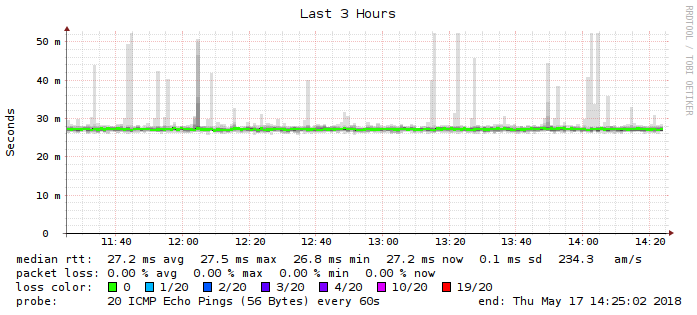 Last 3 Hours
RRDTOOL / TOBI OETIKER
Seconds
50 m
40 m
30 m
20 m
10 m
0
11:40 12:00 12:20 12:40 13:00 13:20 13:40 14:00 14:20
median rtt: 27.2 ms avg 27.5 ms max 26.8 ms min 27.2 ms now 0.1 ms sd 234.3 am/s
packet loss: 0.00 % avg 0.00 % max 0.00 % min 0.00 % now
loss color: 0 1/20 2/20 3/20 4/20 10/20 19/20
probe: 20 ICMP Echo Pings (56 Bytes) every 60s end: Thu May 17 14:25:02 2018